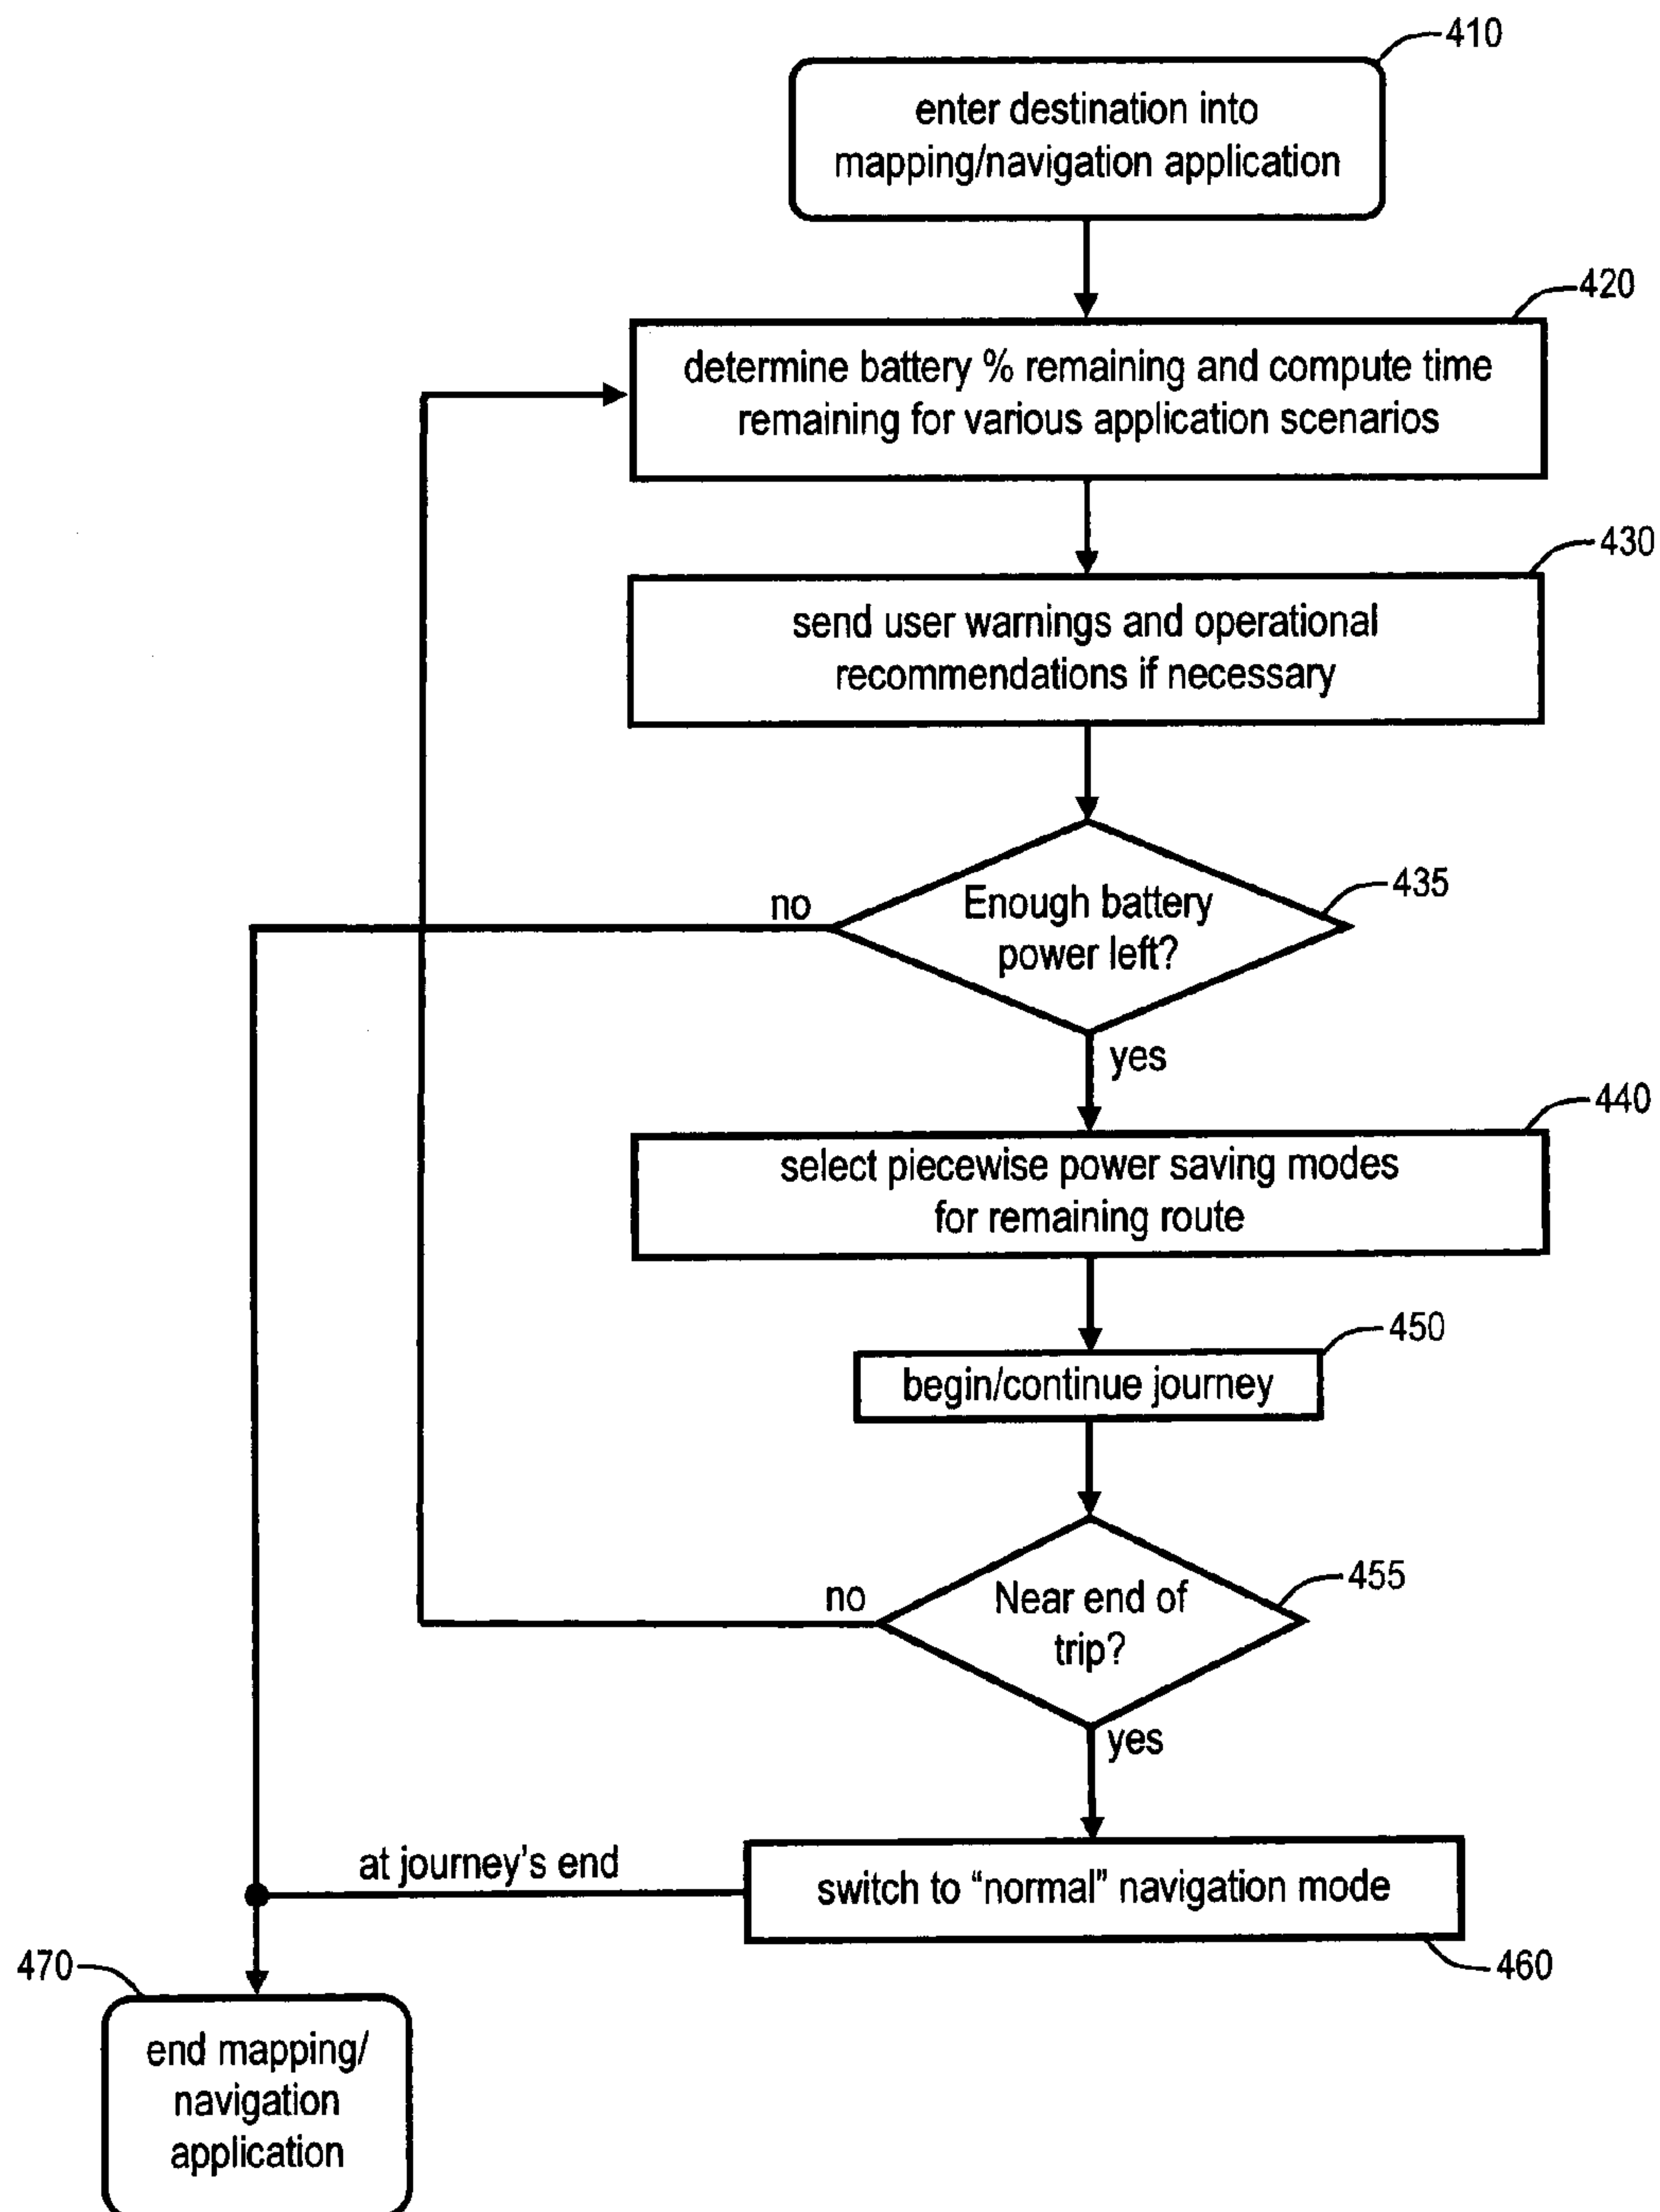 410
enter destination into
mapping/navigation application
420
determine battery % remaining and compute time
remaining for various application scenarios
430
send user warnings and operational
recommendations if necessary
435
no
Enough battery
power left?
yes
440
select piecewise power saving modes
for remaining route
450
begin/continue journey
455
no
Near end of
trip?
yes
at journey's end
switch to “normal” navigation mode
460
470
end mapping/
navigation
application